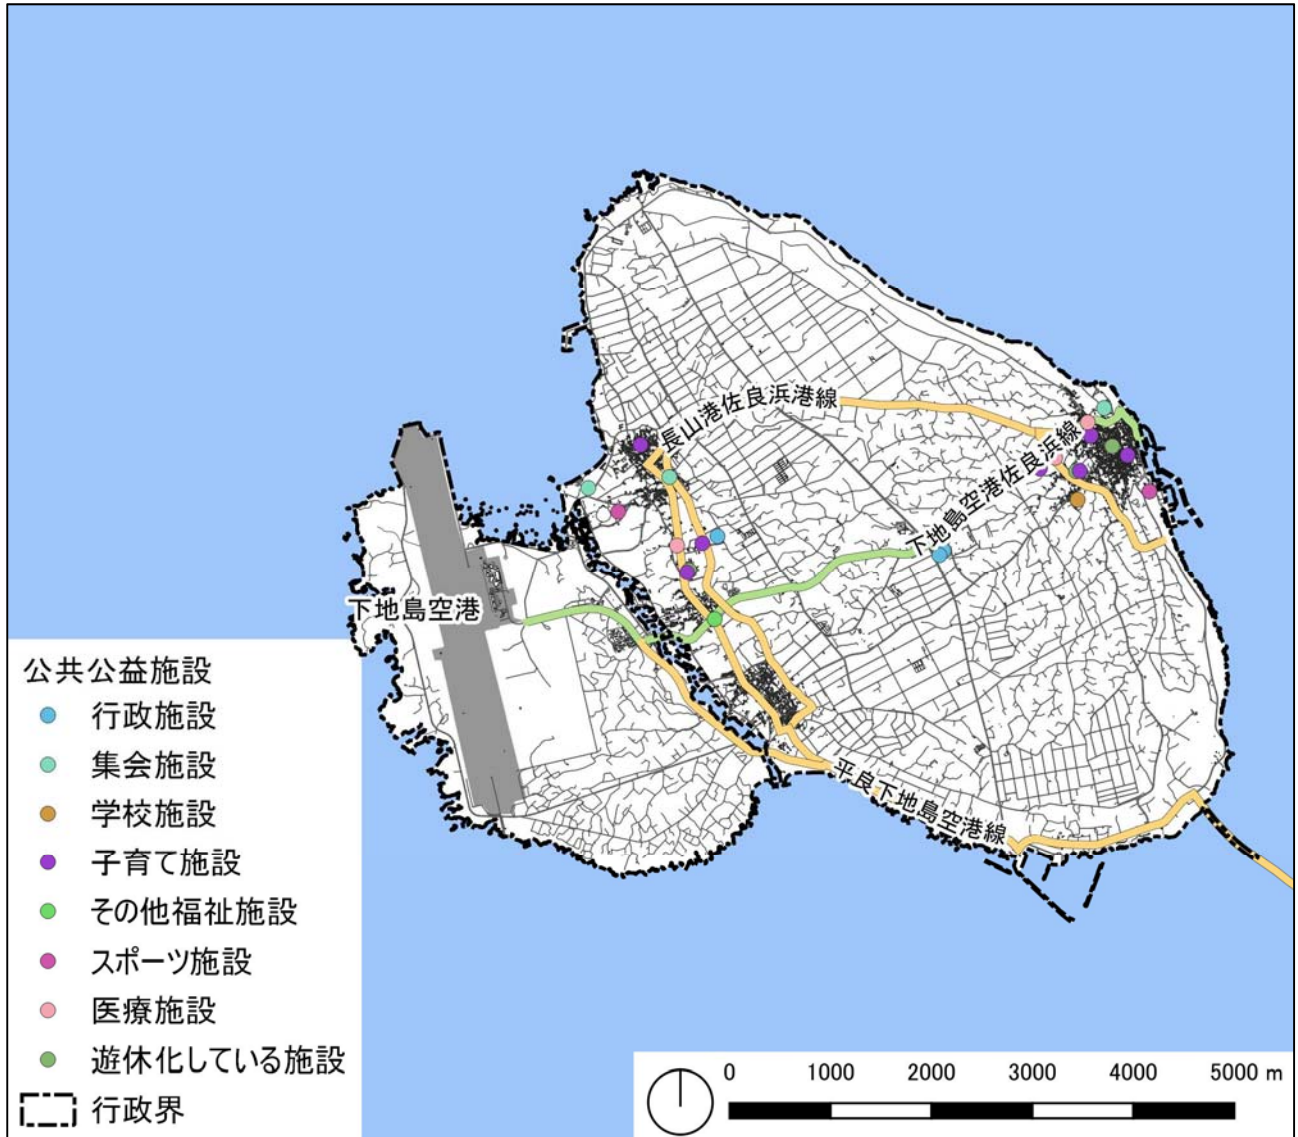 長山港佐良浜港線
下地島空港佐良浜線
下地島空港
平良下地島空港線
公共公益施設
行政施設
集会施設
学校施設
子育て施設
その他福祉施設
スポーツ施設
医療施設
遊休化している施設
行政界
0 1000 2000 3000 4000 5000 m